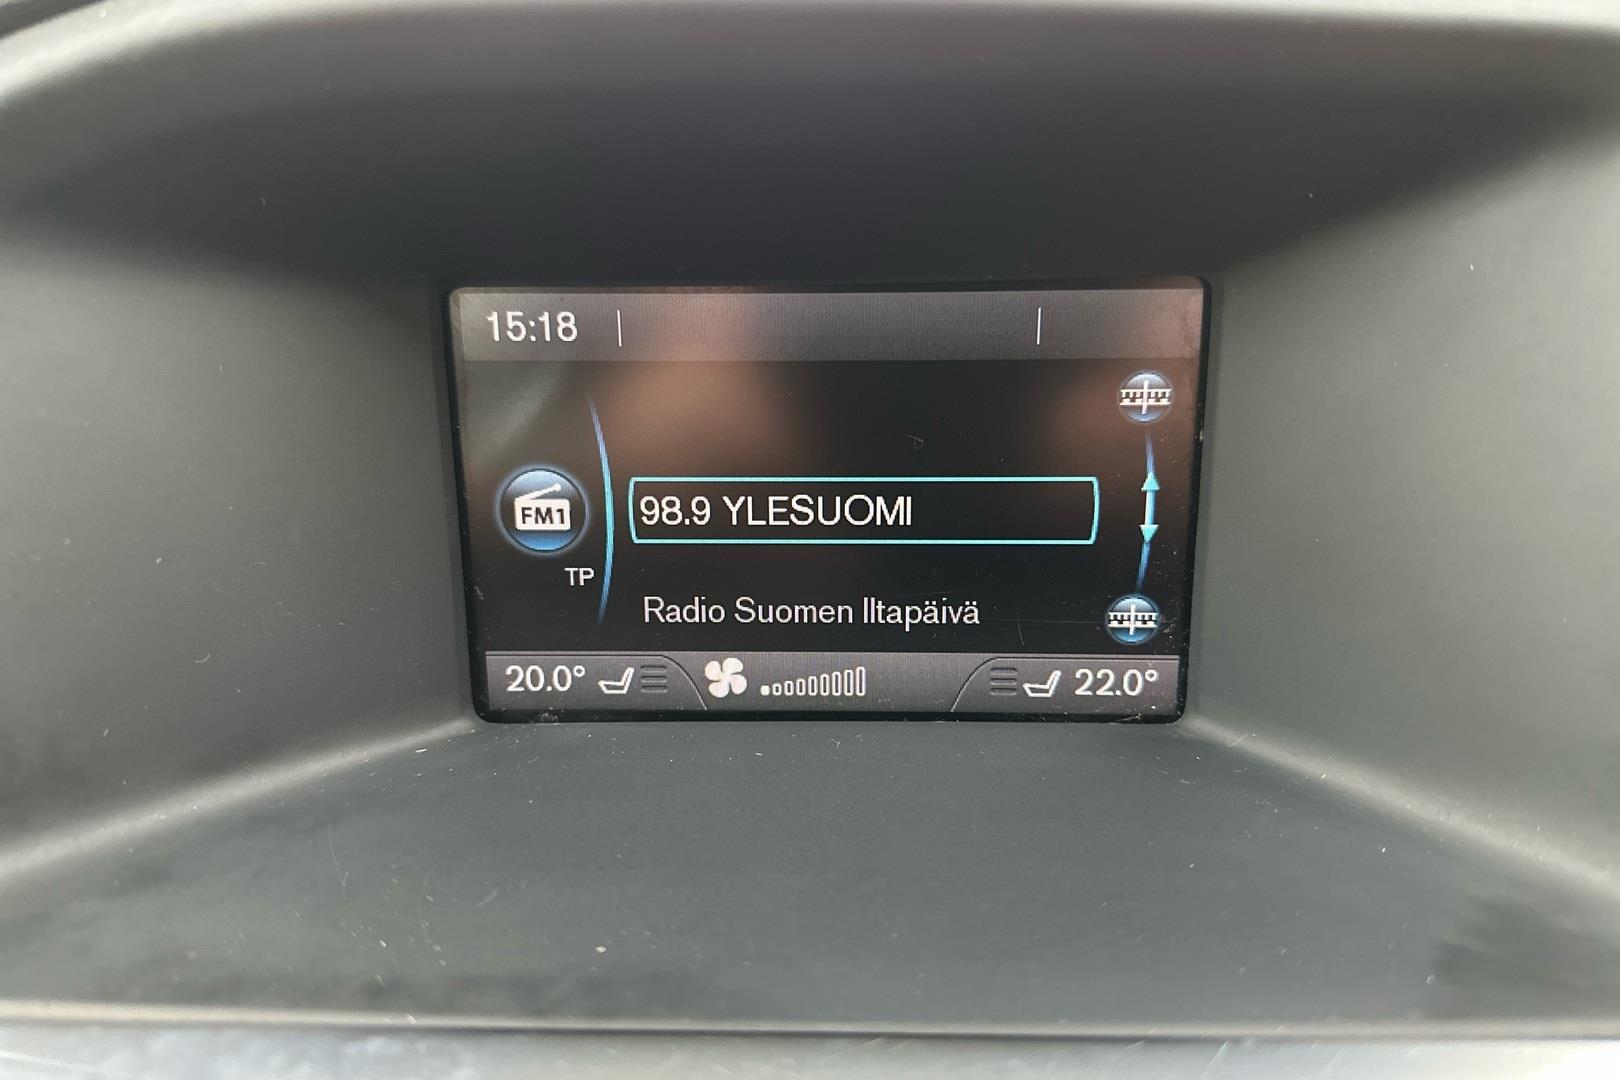 15:18
FM1
98.9 YLESUOMI
TP
Radio Suomen Iltapäivä
20.0° 22.0°